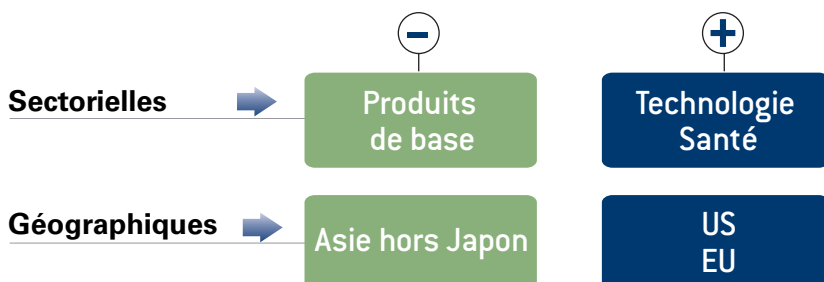 − +
Sectorielles
Produits
de base
Technologie
Santé
Géographiques
Asie hors Japon
US
EU